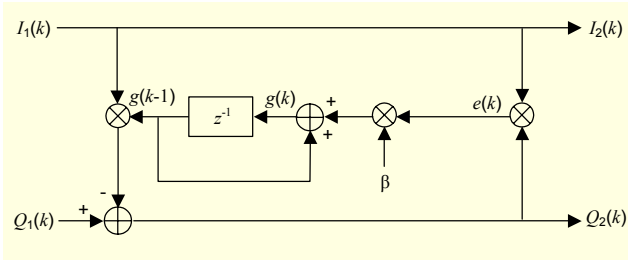 I₁(k) I₂(k)
g(k-1) g(k) + e(k)
z⁻¹
+
β
-
Q₁(k) + Q₂(k)